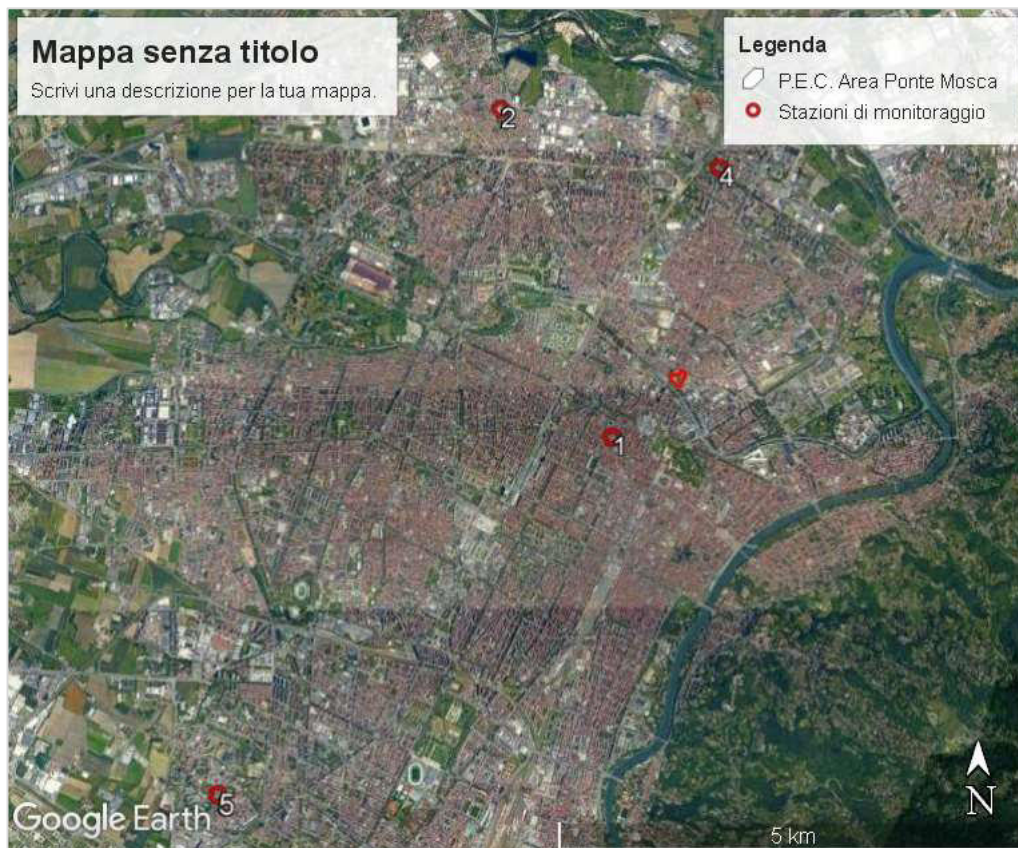 Mappa senza titolo
Scrivi una descrizione per la tua mappa.
Legenda
P.E.C. Area Ponte Mosca
Stazioni di monitoraggio
2
4
1
5
Google Earth
N
5 km